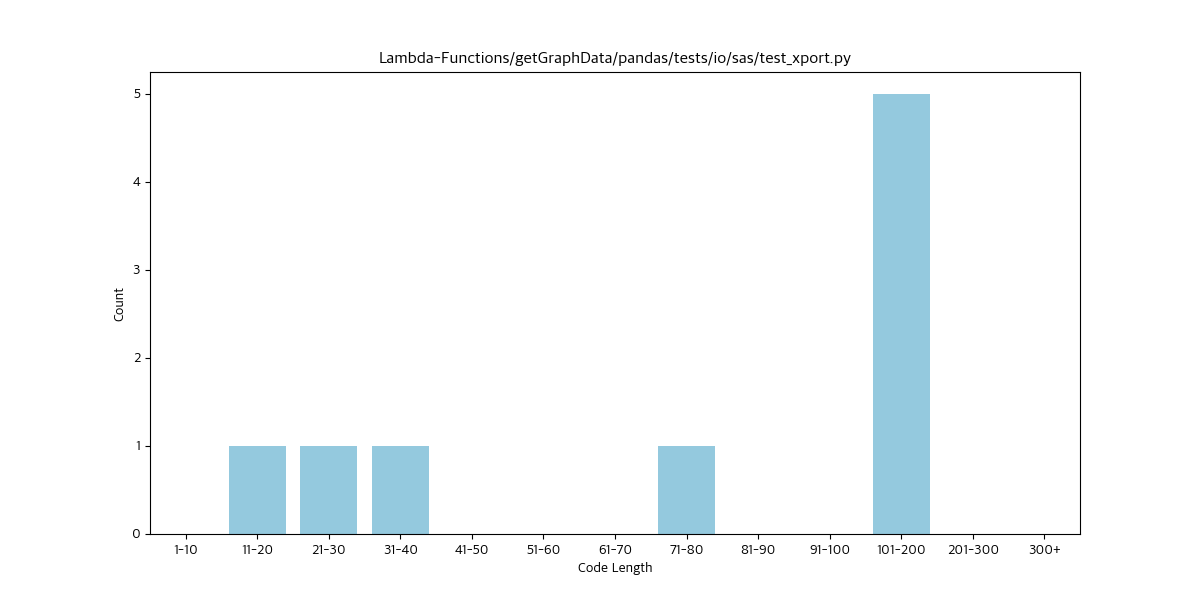 Lambda-Functions/getGraphData/pandas/tests/io/sas/test_xport.py
5
4
3
2
1
0
Count
1-10 11-20 21-30 31-40 41-50 51-60 61-70 71-80 81-90 91-100 101-200 201-300 300+
Code Length